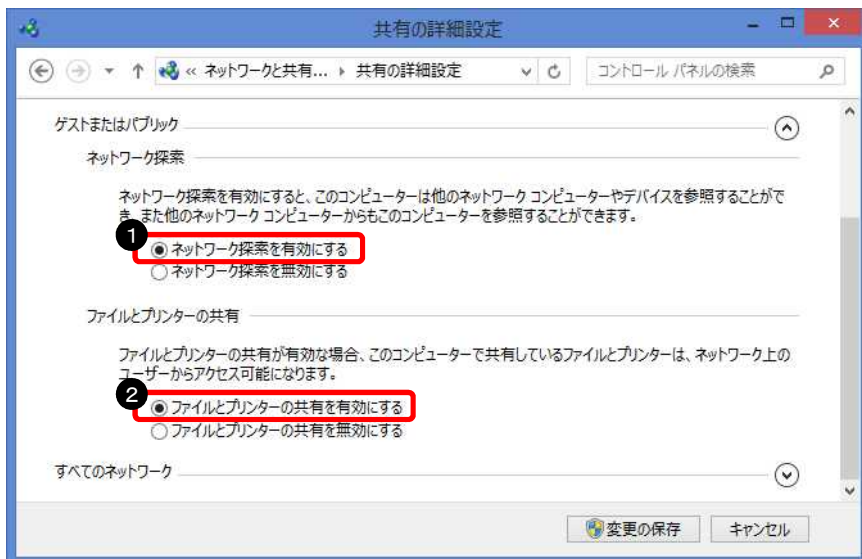 共有の詳細設定
« ネットワークと共有... 共有の詳細設定
コントロール パネルの検索
ゲストまたはパブリック
ネットワーク探索
ネットワーク探索を有効にすると、このコンピューターは他のネットワーク コンピューターやデバイスを参照することがで
き、また他のネットワーク コンピューターからもこのコンピューターを参照することができます。
1
ネットワーク探索を有効にする
ネットワーク探索を無効にする
ファイルとプリンターの共有
ファイルとプリンターの共有が有効な場合、このコンピューターで共有しているファイルとプリンターは、ネットワーク上の
ユーザーからアクセス可能になります。
2
ファイルとプリンターの共有を有効にする
ファイルとプリンターの共有を無効にする
すべてのネットワーク
変更の保存 キャンセル